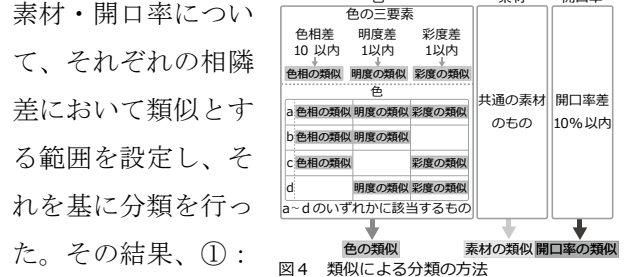 素材・開口率につい
て、それぞれの相隣
差において類似とす
る範囲を設定し、そ
れを基に分類を行っ
た。その結果、①：
色の三要素
色相差 明度差 彩度差
10 以内 1以内 1以内
色相の類似 明度の類似 彩度の類似
色
a 色相の類似 明度の類似 彩度の類似
b 色相の類似 明度の類似
c 色相の類似 彩度の類似
d 明度の類似 彩度の類似
a~dのいずれかに該当するもの
共通の素材
のもの
開口率差
10%以内
色の類似 素材の類似 開口率の類似
図４ 類似による分類の方法